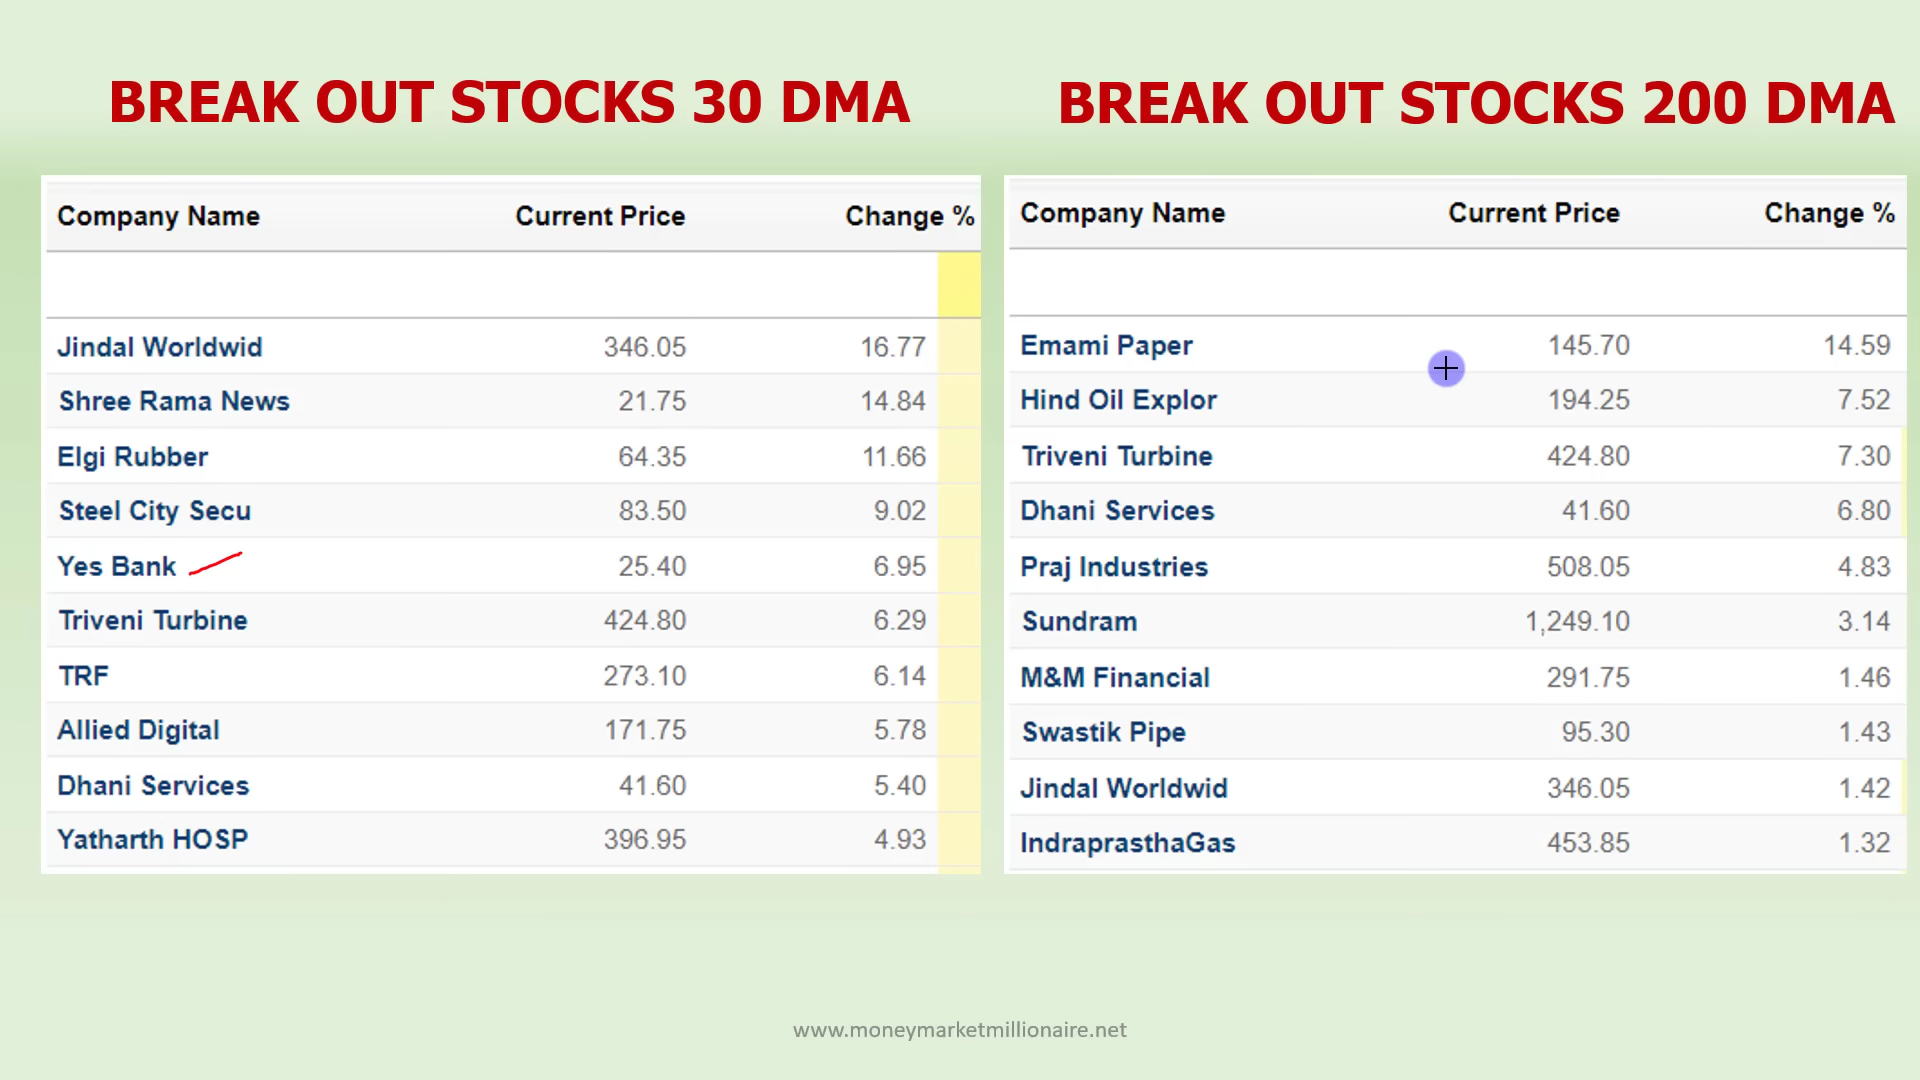 BREAK OUT STOCKS 30 DMA
Company Name Current Price Change %
Jindal Worldwid 346.05 16.77
Shree Rama News 21.75 14.84
Elgi Rubber 64.35 11.66
Steel City Secu 83.50 9.02
Yes Bank 25.40 6.95
Triveni Turbine 424.80 6.29
TRF 273.10 6.14
Allied Digital 171.75 5.78
Dhani Services 41.60 5.40
Yatharth HOSP 396.95 4.93
BREAK OUT STOCKS 200 DMA
Company Name Current Price Change %
Emami Paper 145.70 14.59
Hind Oil Explor 194.25 7.52
Triveni Turbine 424.80 7.30
Dhani Services 41.60 6.80
Praj Industries 508.05 4.83
Sundram 1,249.10 3.14
M&M Financial 291.75 1.46
Swastik Pipe 95.30 1.43
Jindal Worldwid 346.05 1.42
IndraprasthaGas 453.85 1.32
www.moneymarketmillionaire.net